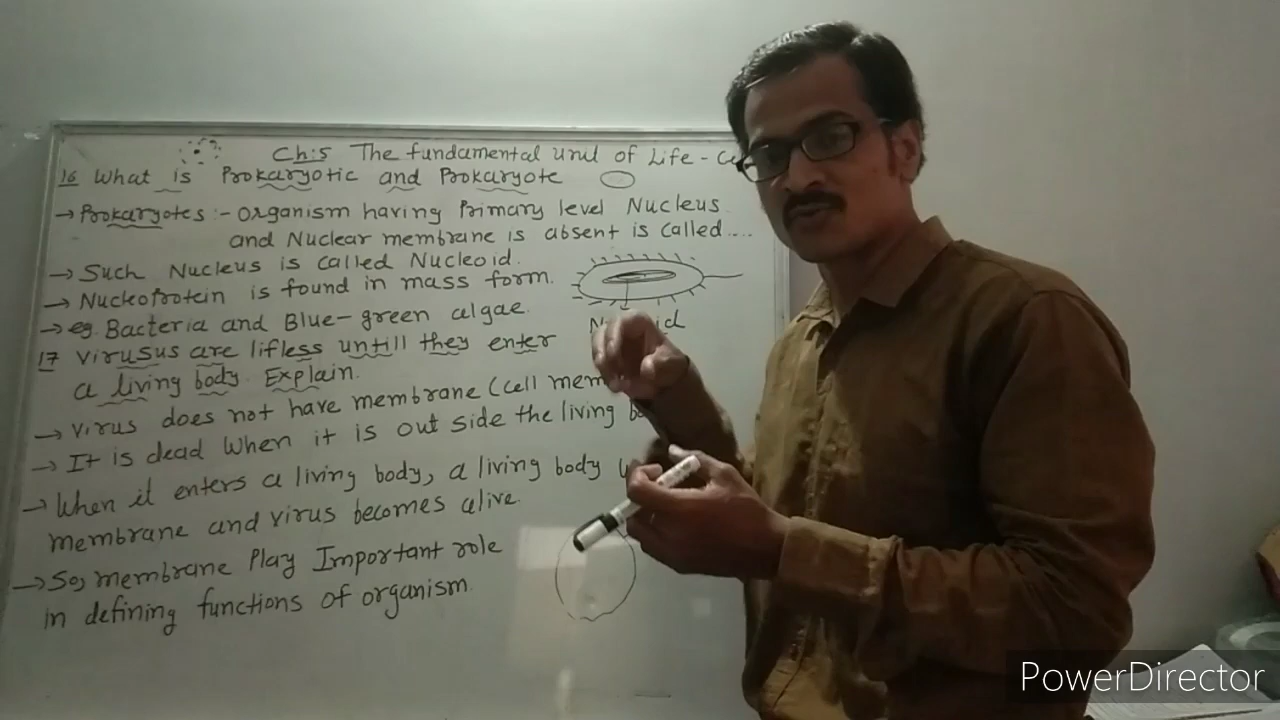 Ch:5 The fundamental unit of Life -
16 What is Prokaryotic and Prokaryote
→ Prokaryotes :- Organism having Primary level Nucleus
and Nuclear membrane is absent is called....
→ Such Nucleus is called Nucleoid.
→ Nucleoprotein is found in mass form.
→ eg. Bacteria and Blue-green algae.
17 Virusus are lifless untill they enter
a living body. Explain.
→ Virus does not have membrane (cell
→ It is dead when it is out side the living
→ When it enters a living body, a living body
membrane and virus becomes alive.
→ So, membrane Play Important role
in defining functions of organism.
PowerDirector